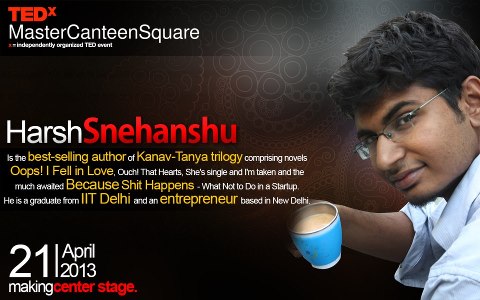 TEDx
MasterCanteenSquare
x = independently organized TED event
HarshSnehanshu
Is the best-selling author of Kanav-Tanya trilogy comprising novels
Oops! I Fell in Love, Ouch! That Hearts, She's single and I'm taken and the
much awaited Because Shit Happens - What Not to Do in a Startup.
He is a graduate from IIT Delhi and an entrepreneur based in New Delhi.
21|April
2013
makingcenter stage.